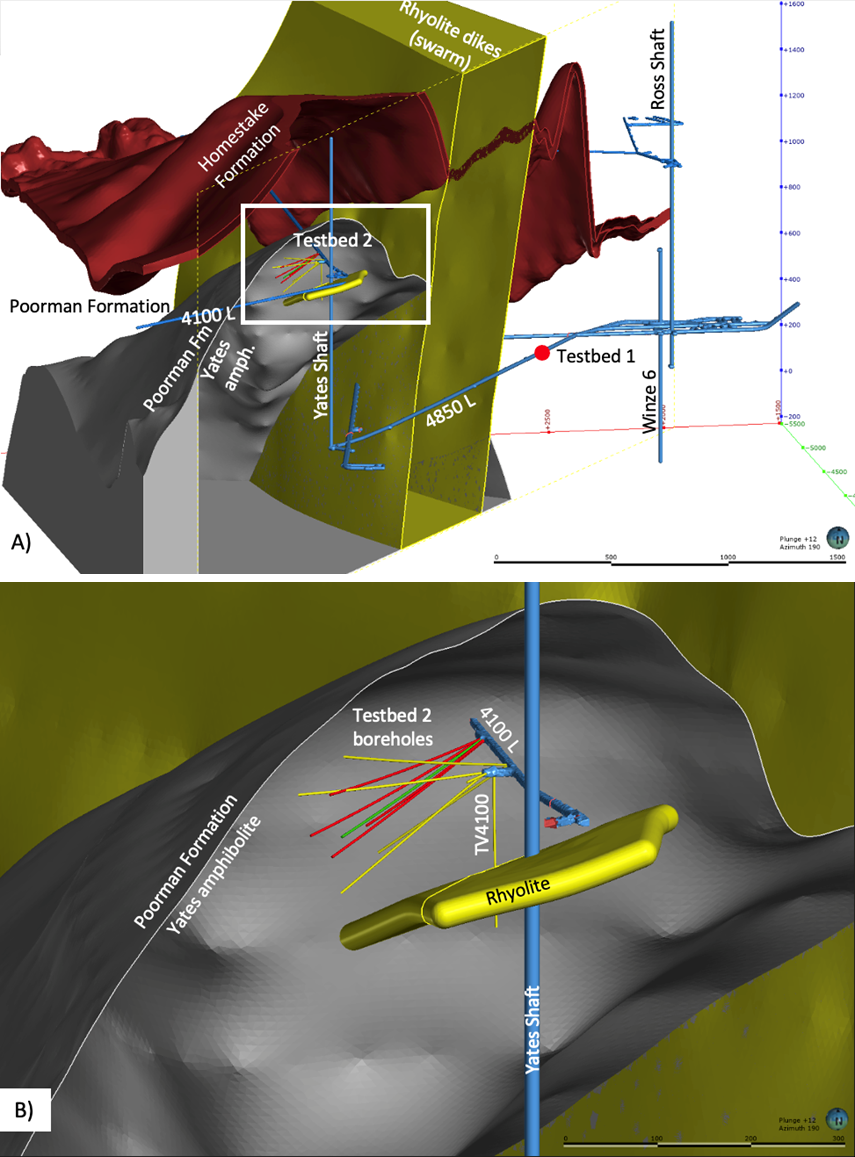 Rhyolite dikes
(swarm)
Homestake
Formation
Ross Shaft
Testbed 2
Poorman Formation
4100 L
Poorman Fm
Yates
amph.
Yates Shaft
Testbed 1
4850 L
Winze 6
+1600
+1400
+1200
+1000
+800
+600
+400
+200
+0
-200
+2500
+1500
-5500
-5000
-4500
A)
Plunge +12
Azimuth 190
0 500 1000 1500
Testbed 2
boreholes
4100 L
TV4100
Poorman Formation
Yates amphibolite
Rhyolite
Yates Shaft
B)
Plunge +12
Azimuth 190
0 100 200 300